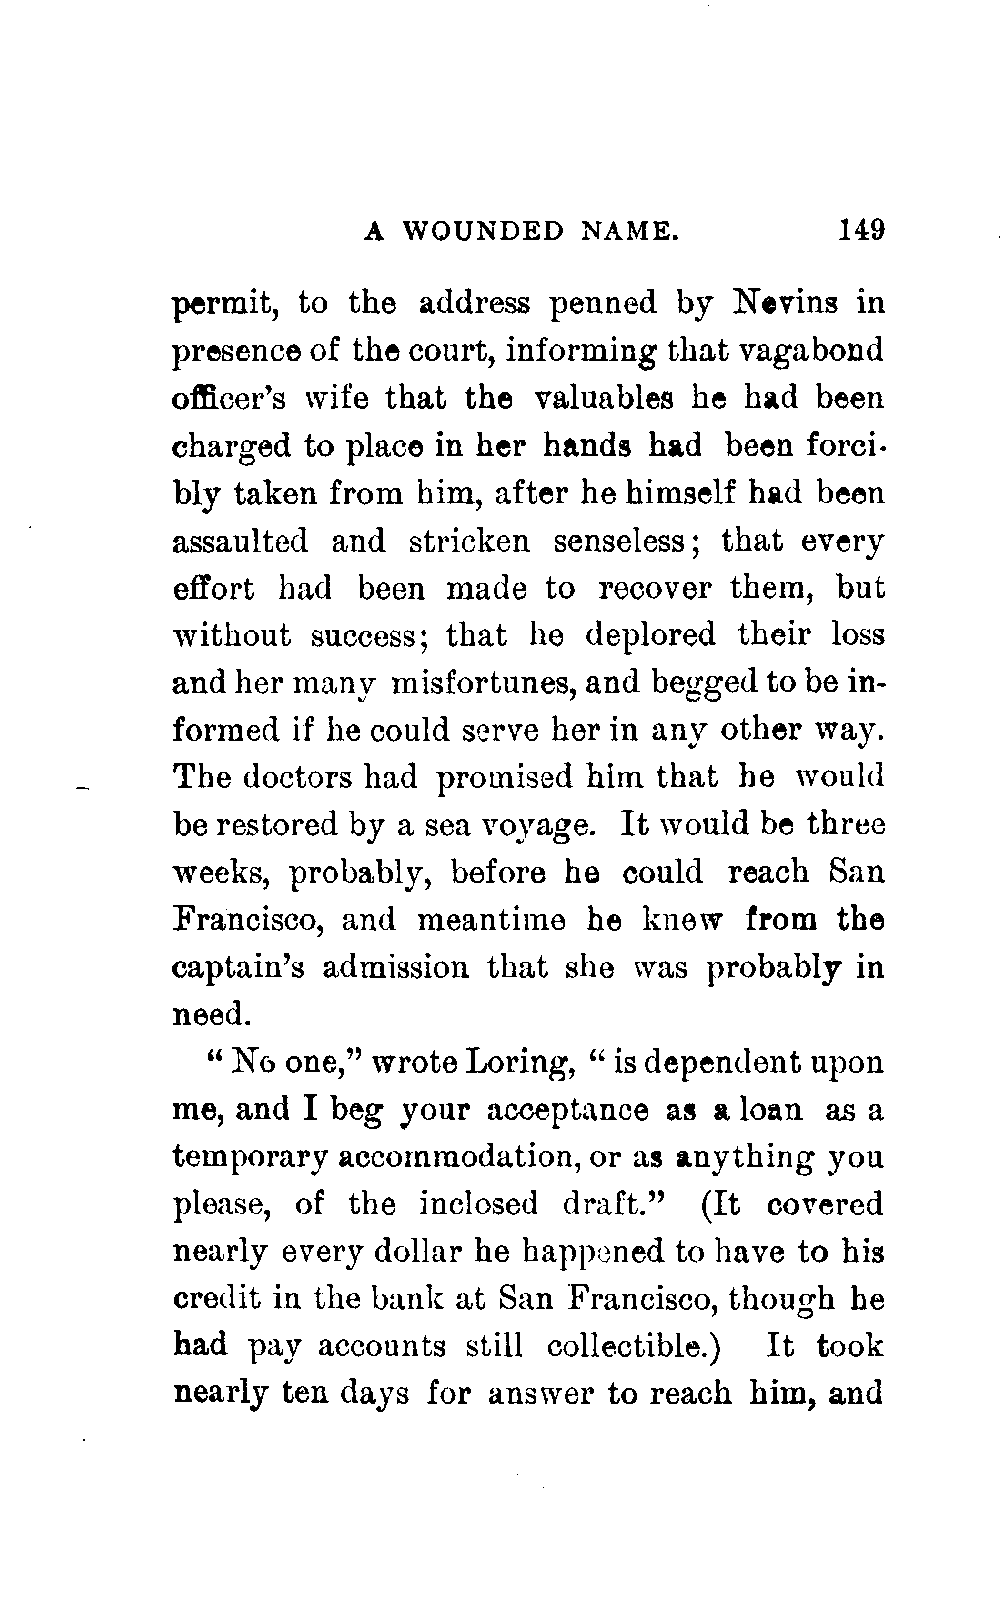 A WOUNDED NAME. 149
permit, to the address penned by Nevins in
presence of the court, informing that vagabond
officer's wife that the valuables he had been
charged to place in her hands had been forci-
bly taken from him, after he himself had been
assaulted and stricken senseless; that every
effort had been made to recover them, but
without success; that he deplored their loss
and her many misfortunes, and begged to be in-
formed if he could serve her in any other way.
The doctors had promised him that he would
be restored by a sea voyage. It would be three
weeks, probably, before he could reach San
Francisco, and meantime he knew from the
captain's admission that she was probably in
need.
"No one," wrote Loring, "is dependent upon
me, and I beg your acceptance as a loan as a
temporary accommodation, or as anything you
please, of the inclosed draft." (It covered
nearly every dollar he happened to have to his
credit in the bank at San Francisco, though he
had pay accounts still collectible.) It took
nearly ten days for answer to reach him, and